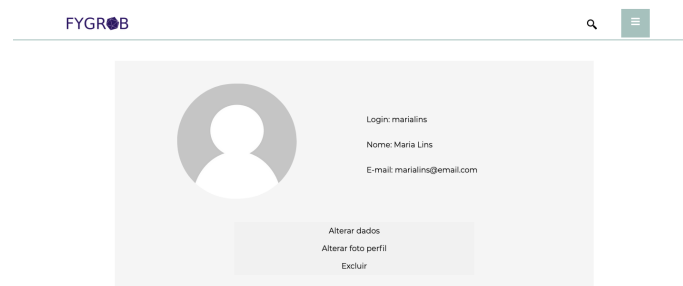 FYGROB
Login: marialins
Nome: Maria Lins
E-mail: marialins@email.com
Alterar dados
Alterar foto perfil
Excluir